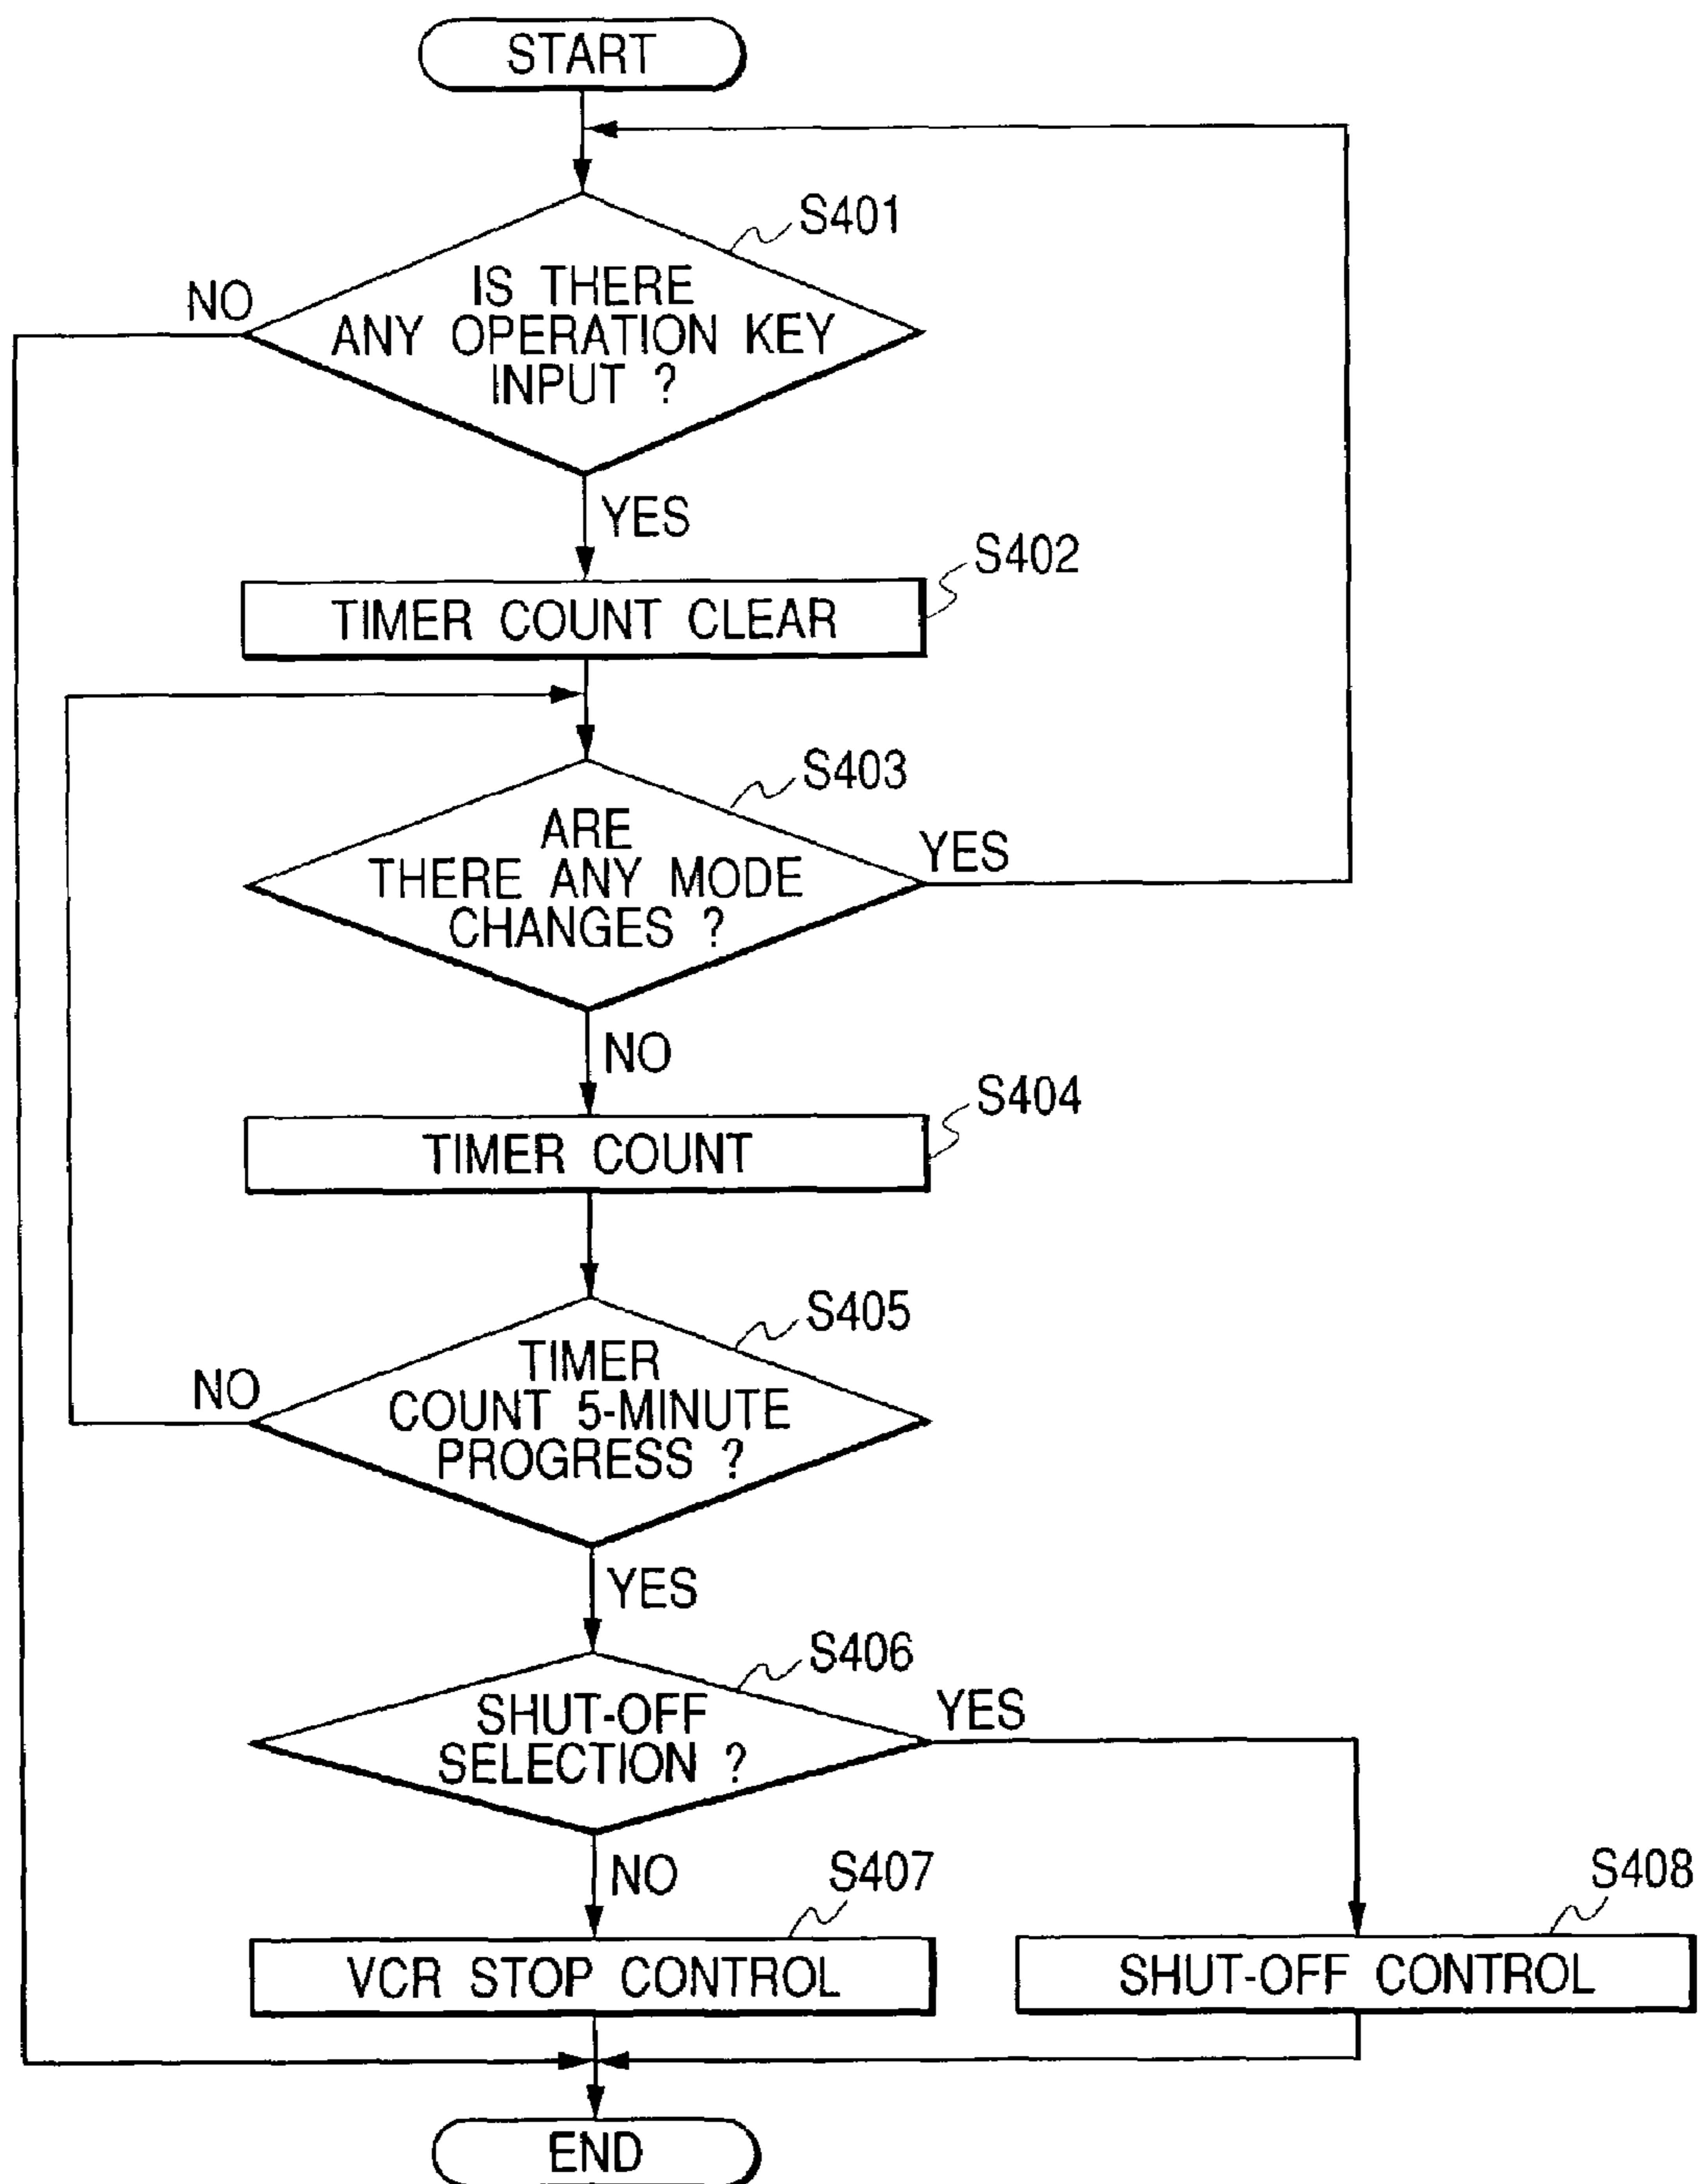 START
S401
IS THERE
ANY OPERATION KEY
INPUT ?
NO
YES
S402
TIMER COUNT CLEAR
S403
ARE
THERE ANY MODE
CHANGES ?
YES
NO
S404
TIMER COUNT
S405
TIMER
COUNT 5-MINUTE
PROGRESS ?
NO
YES
S406
SHUT-OFF
SELECTION ?
YES
NO
S407
VCR STOP CONTROL
S408
SHUT-OFF CONTROL
END